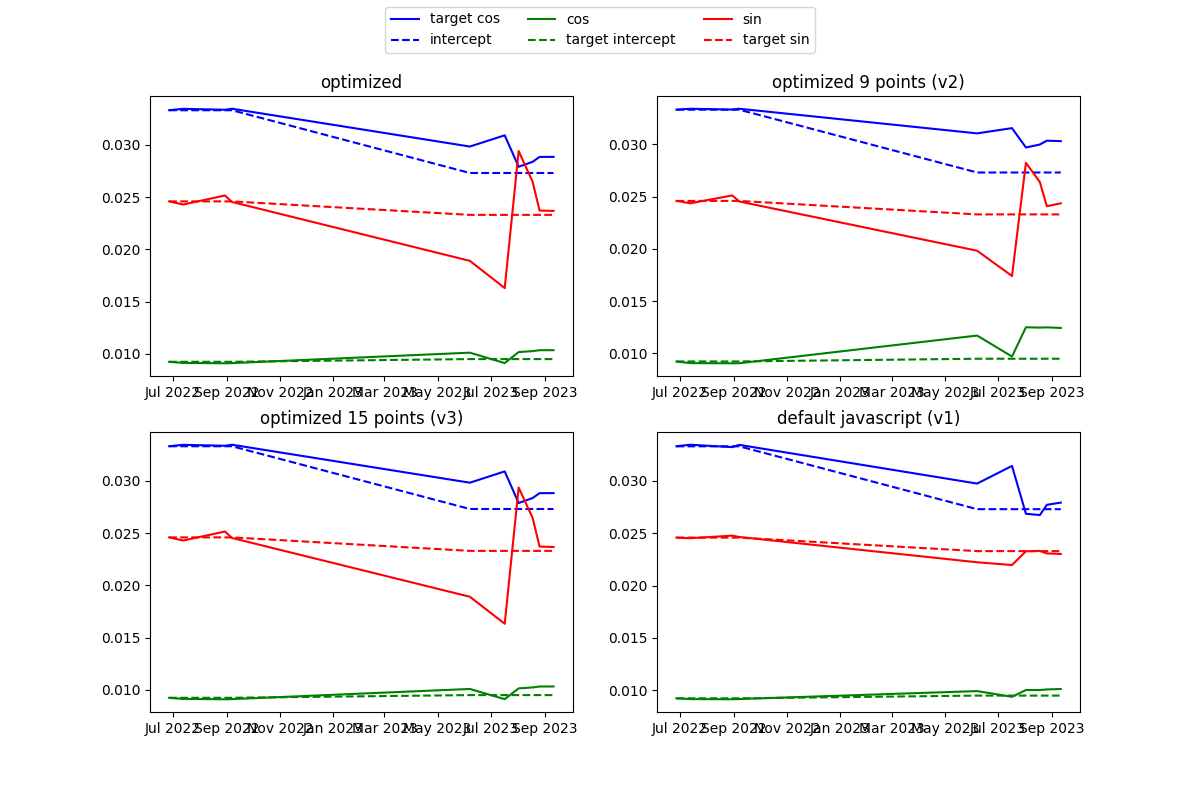 target cos cos sin
intercept target intercept target sin
optimized
0.030
0.025
0.020
0.015
0.010
Jul 2022 Sep 2022 Nov 2022 Jan 2023 Mar 2023 May 2023 Jul 2023 Sep 2023
optimized 9 points (v2)
0.030
0.025
0.020
0.015
0.010
Jul 2022 Sep 2022 Nov 2022 Jan 2023 Mar 2023 May 2023 Jul 2023 Sep 2023
optimized 15 points (v3)
0.030
0.025
0.020
0.015
0.010
Jul 2022 Sep 2022 Nov 2022 Jan 2023 Mar 2023 May 2023 Jul 2023 Sep 2023
default javascript (v1)
0.030
0.025
0.020
0.015
0.010
Jul 2022 Sep 2022 Nov 2022 Jan 2023 Mar 2023 May 2023 Jul 2023 Sep 2023